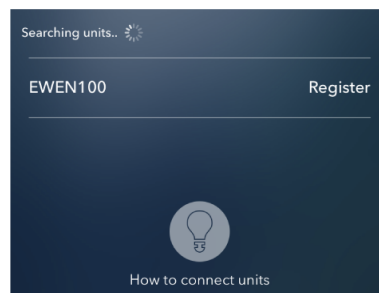 Searching units..
EWEN100 Register
How to connect units